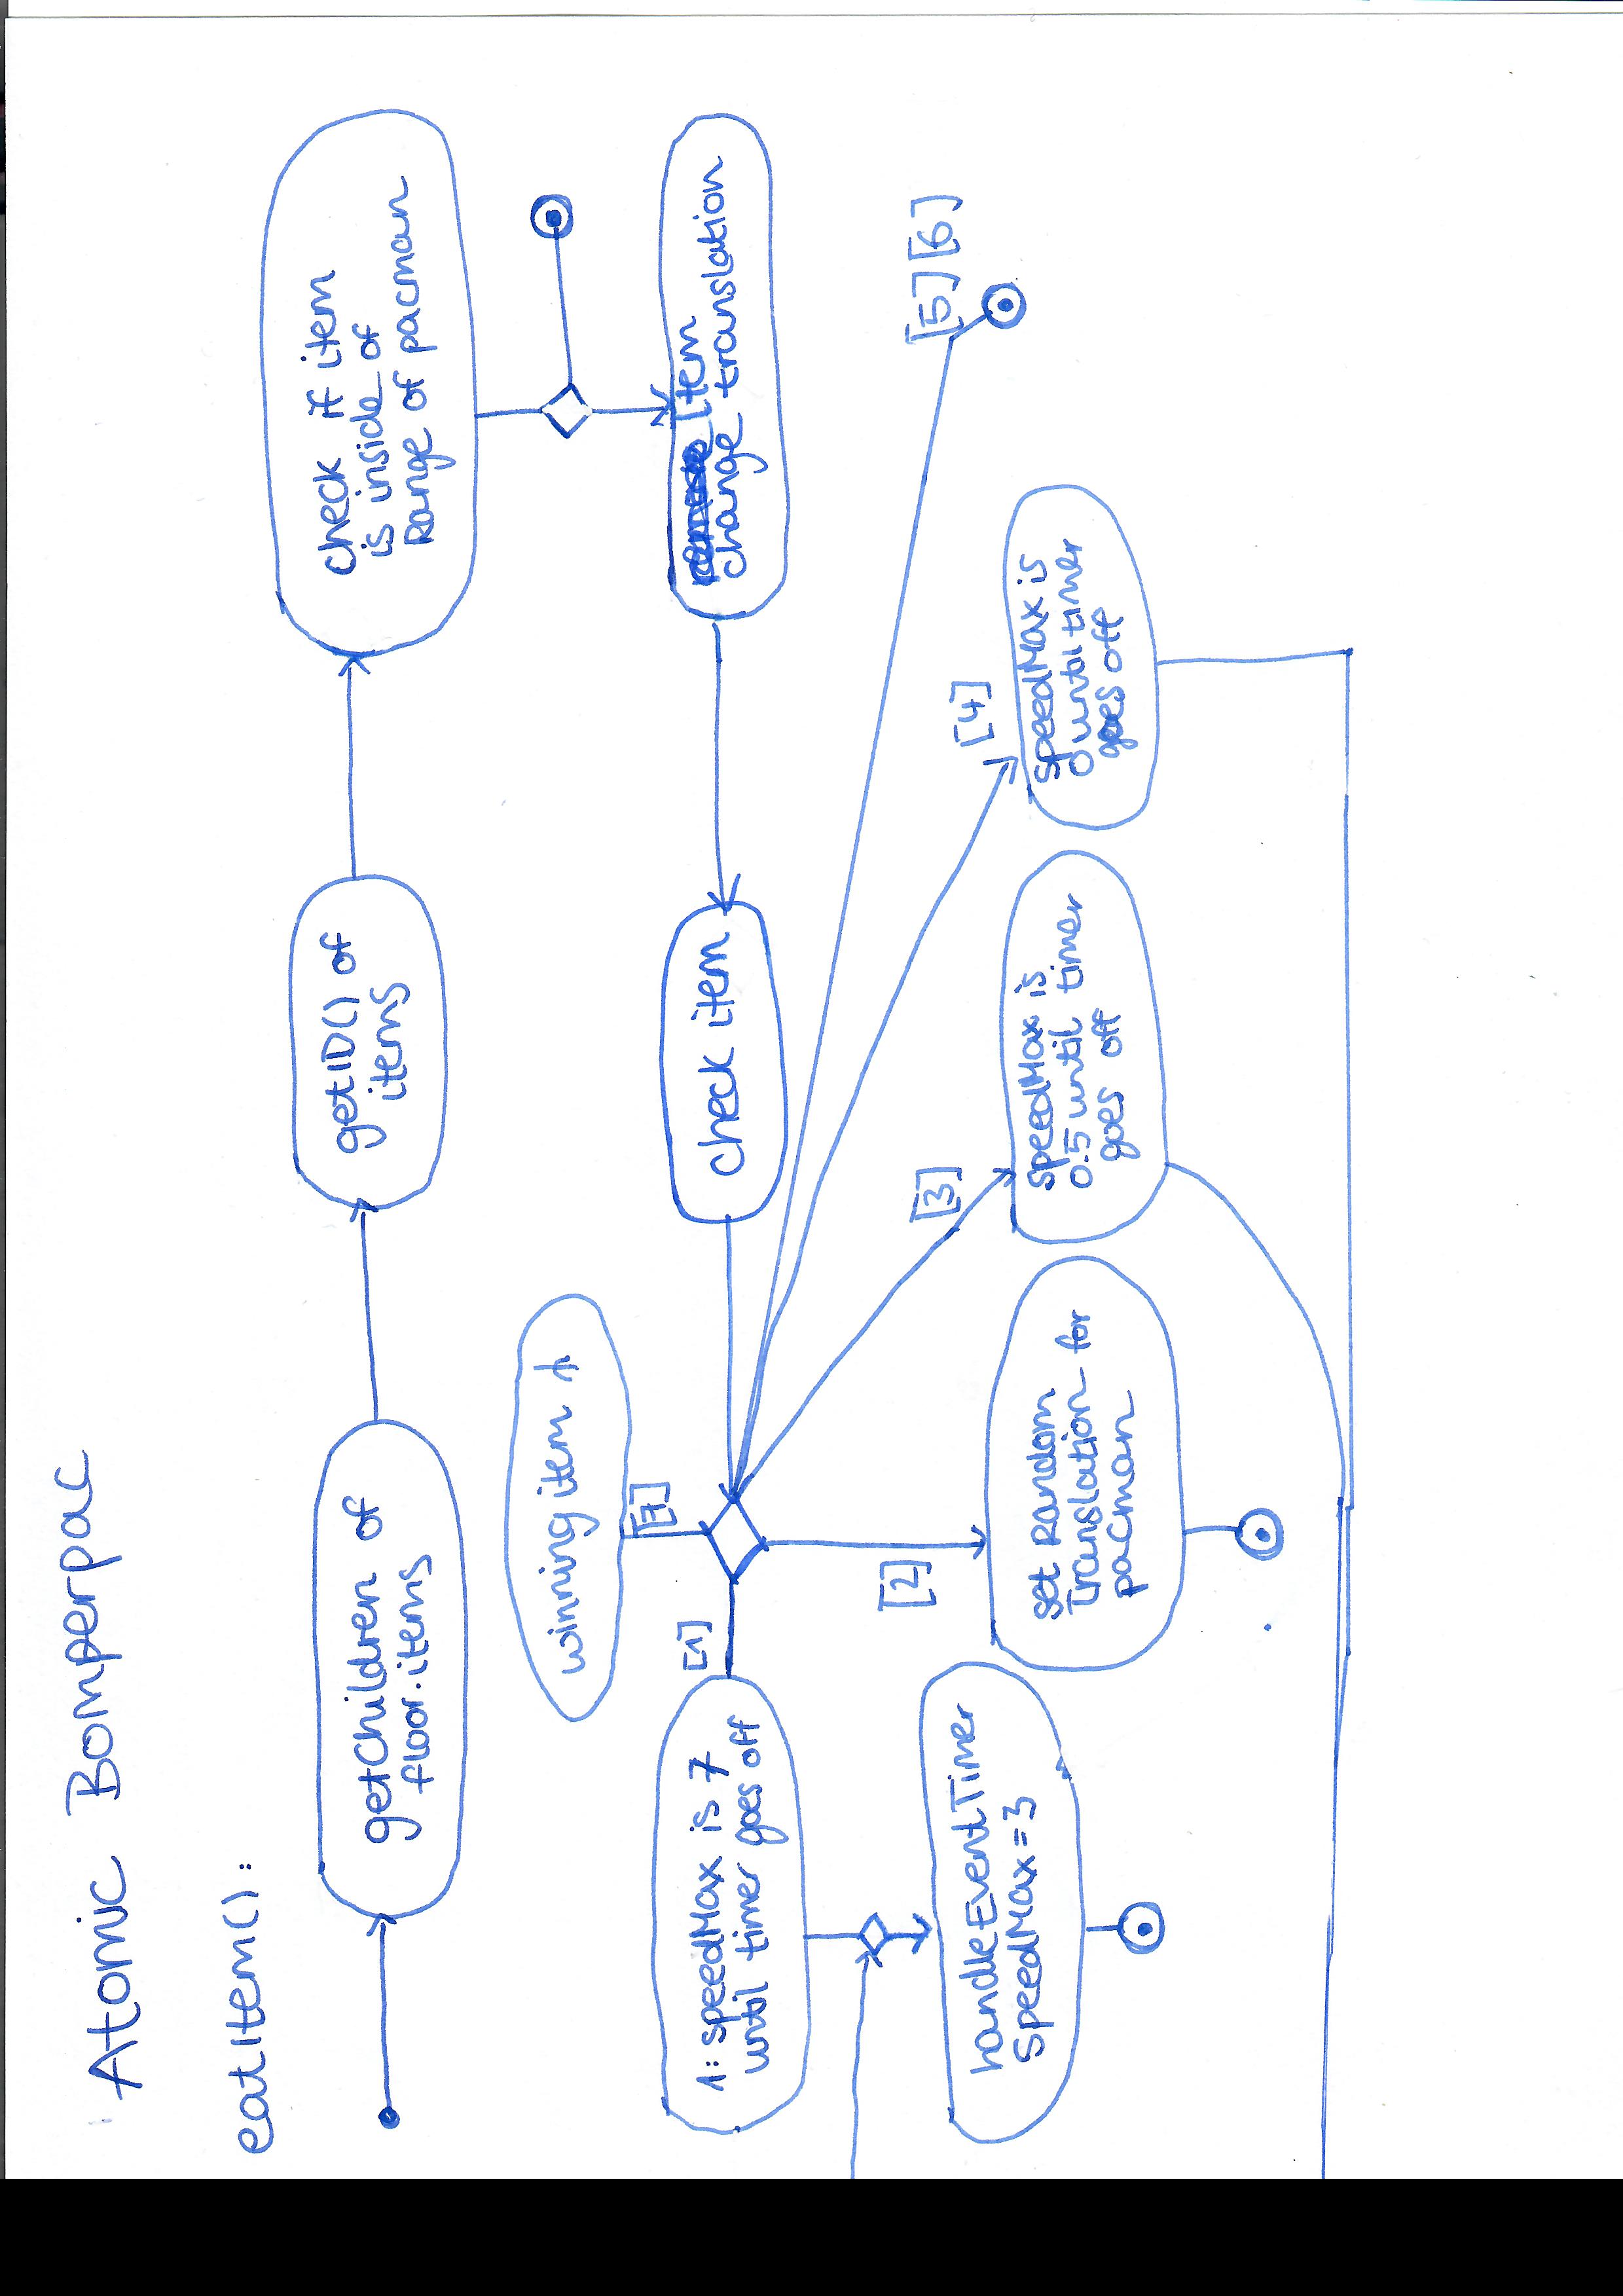 Atomic Bomperpac
eatItem():
getChildren of
floor.items
getID() of
items
check if item
is inside of
Range of pacman
Item
change translation
check item
winning item
[7]
[1]
1: speedMax is 7
until timer goes off
handleEventTimer
SpeedMax=3
[2]
set Random
Translation for
pacman
[3]
speedMax is
0.5 until timer
goes off
[4]
speedMax is
0 until timer
goes off
[5] [6]